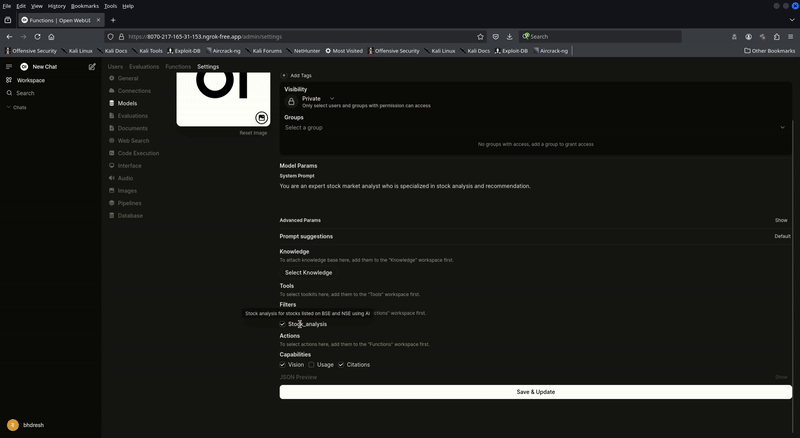 File Edit View History Bookmarks Tools Help
Functions | Open WebUI
https://8070-217-165-31-153.ngrok-free.app/admin/settings
Search
Offensive Security Kali Linux Kali Docs Kali Tools Exploit-DB Aircrack-ng Kali Forums NetHunter Most Visited Offensive Security Kali Linux Kali Docs Exploit-DB Aircrack-ng Other Bookmarks
New Chat
Workspace
Search
Chats
bhdresh
Users Evaluations Functions Settings
General
Connections
Models
Evaluations
Documents
Web Search
Code Execution
Interface
Audio
Images
Pipelines
Database
OI
Reset Image
+ Add Tags
Visibility
Private
Only select users and groups with permission can access
Groups
Select a group
No groups with access, add a group to grant access
Model Params
System Prompt
You are an expert stock market analyst who is specialized in stock analysis and recommendation.
Advanced Params Show
Prompt suggestions Default
Knowledge
To attach knowledge base here, add them to the "Knowledge" workspace first.
Select Knowledge
Tools
To select toolkits here, add them to the "Tools" workspace first.
Filters
Stock analysis for stocks listed on BSE and NSE using AI
ctions" workspace first.
Stock_analysis
Actions
To select actions here, add them to the "Functions" workspace first.
Capabilities
Vision Usage Citations
JSON Preview Show
Save & Update